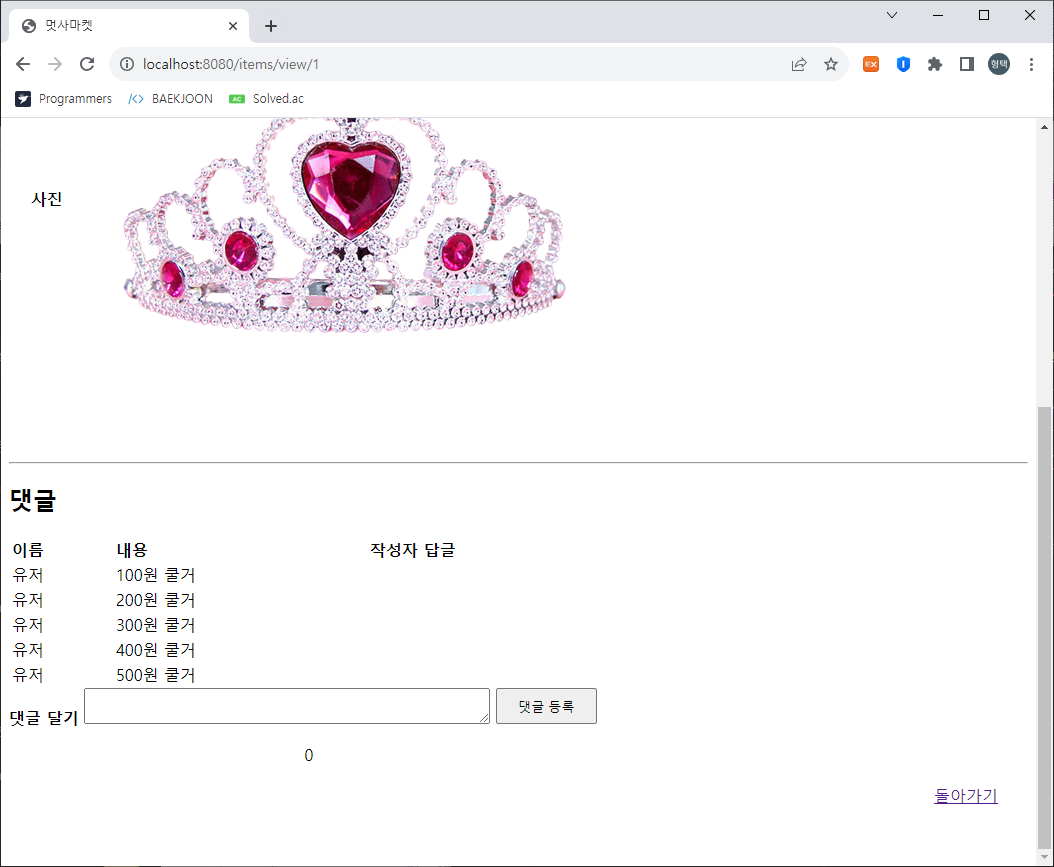 멋사마켓
localhost:8080/items/view/1
형택
Programmers </> BAEKJOON AC Solved.ac
사진
댓글
이름 내용 작성자 답글
유저 100원 쿨거
유저 200원 쿨거
유저 300원 쿨거
유저 400원 쿨거
유저 500원 쿨거
댓글 달기 댓글 등록
0
돌아가기